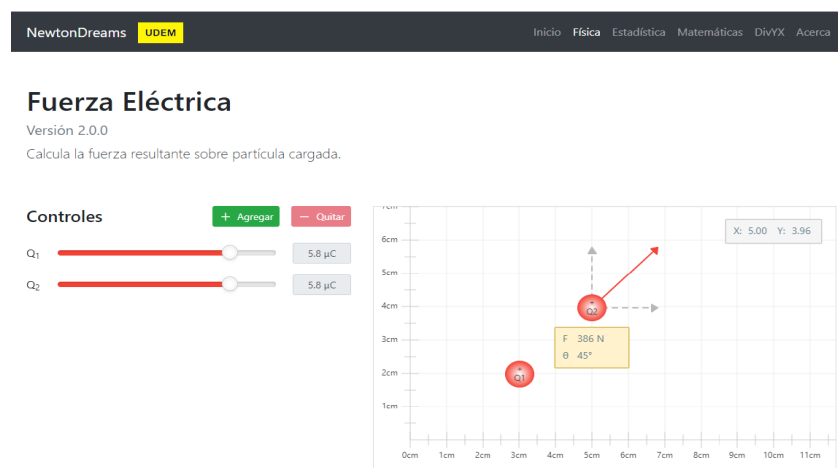 NewtonDreams UDEM Inicio Física Estadística Matemáticas DivYX Acerca
Fuerza Eléctrica
Versión 2.0.0
Calcula la fuerza resultante sobre partícula cargada.
Controles + Agregar − Quitar
Q1 5.8 µC
Q2 5.8 µC
7cm
X: 5.00 Y: 3.96
6cm
5cm
4cm
+
Q2
3cm
F 386 N
θ 45°
2cm
+
Q1
1cm
0cm 1cm 2cm 3cm 4cm 5cm 6cm 7cm 8cm 9cm 10cm 11cm